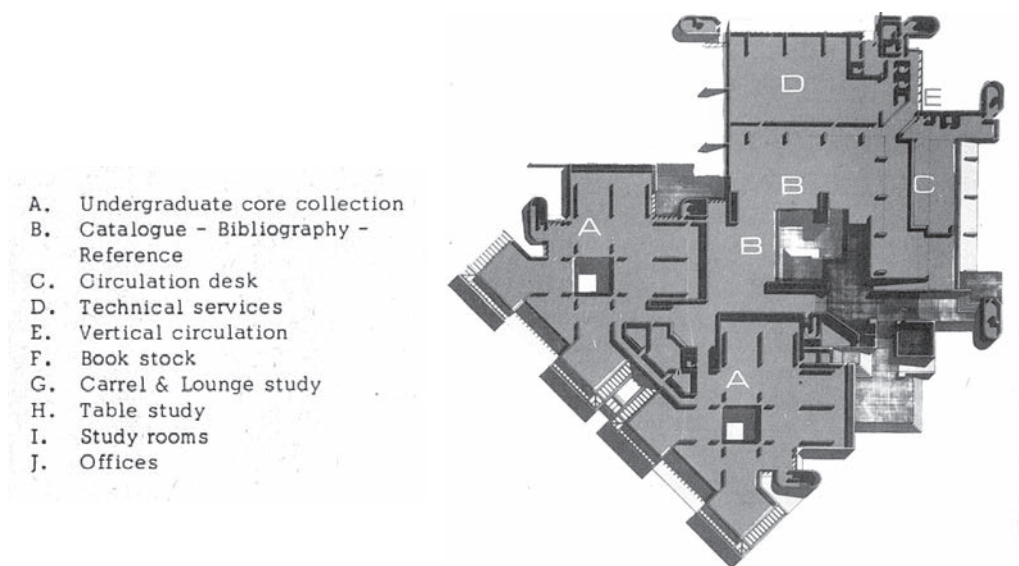 A. Undergraduate core collection
B. Catalogue - Bibliography -
Reference
C. Circulation desk
D. Technical services
E. Vertical circulation
F. Book stock
G. Carrel & Lounge study
H. Table study
I. Study rooms
J. Offices
D
E
B
C
A
B
A